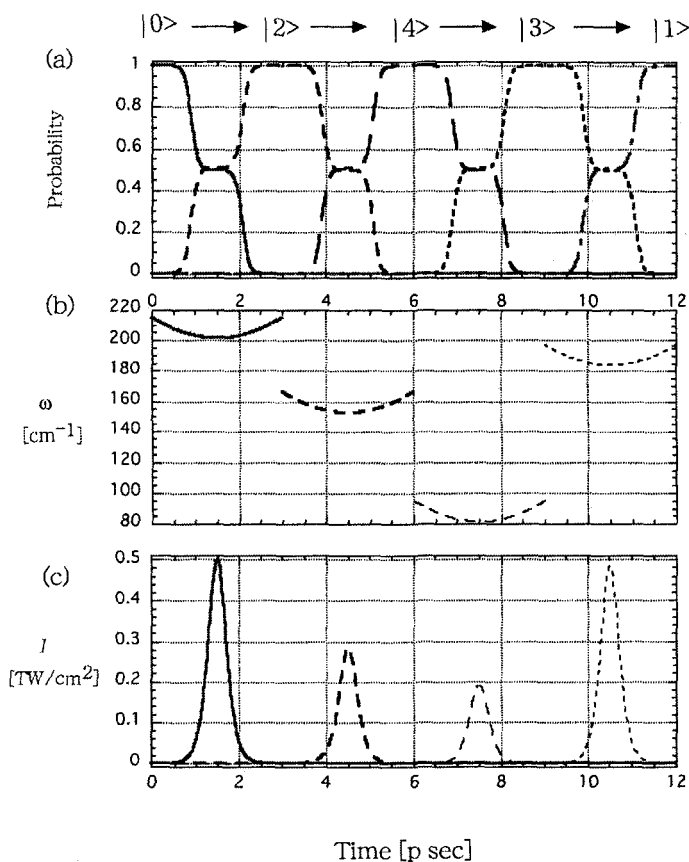 |0> → |2> → |4> → |3> → |1>
(a)
1
0.8
0.6
0.4
0.2
0
Probability
0 2 4 6 8 10 12
(b)
220
200
180
160
140
120
100
80
ω
[cm⁻¹]
(c)
0.5
0.4
0.3
0.2
0.1
0
I
[TW/cm²]
0 2 4 6 8 10 12
Time [p sec]